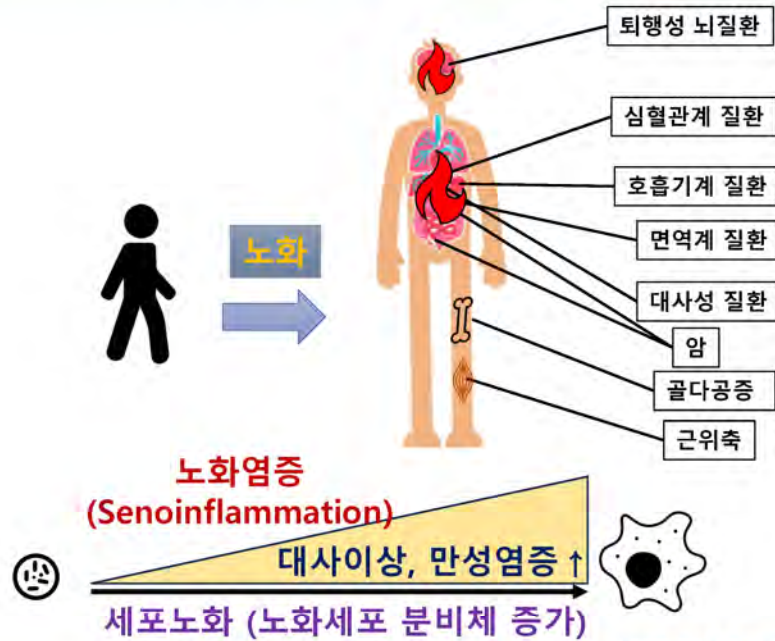 퇴행성 뇌질환
심혈관계 질환
호흡기계 질환
면역계 질환
대사성 질환
암
골다공증
근위축
노화
노화염증
(Senoinflammation)
대사이상, 만성염증 ↑
세포노화 (노화세포 분비체 증가)